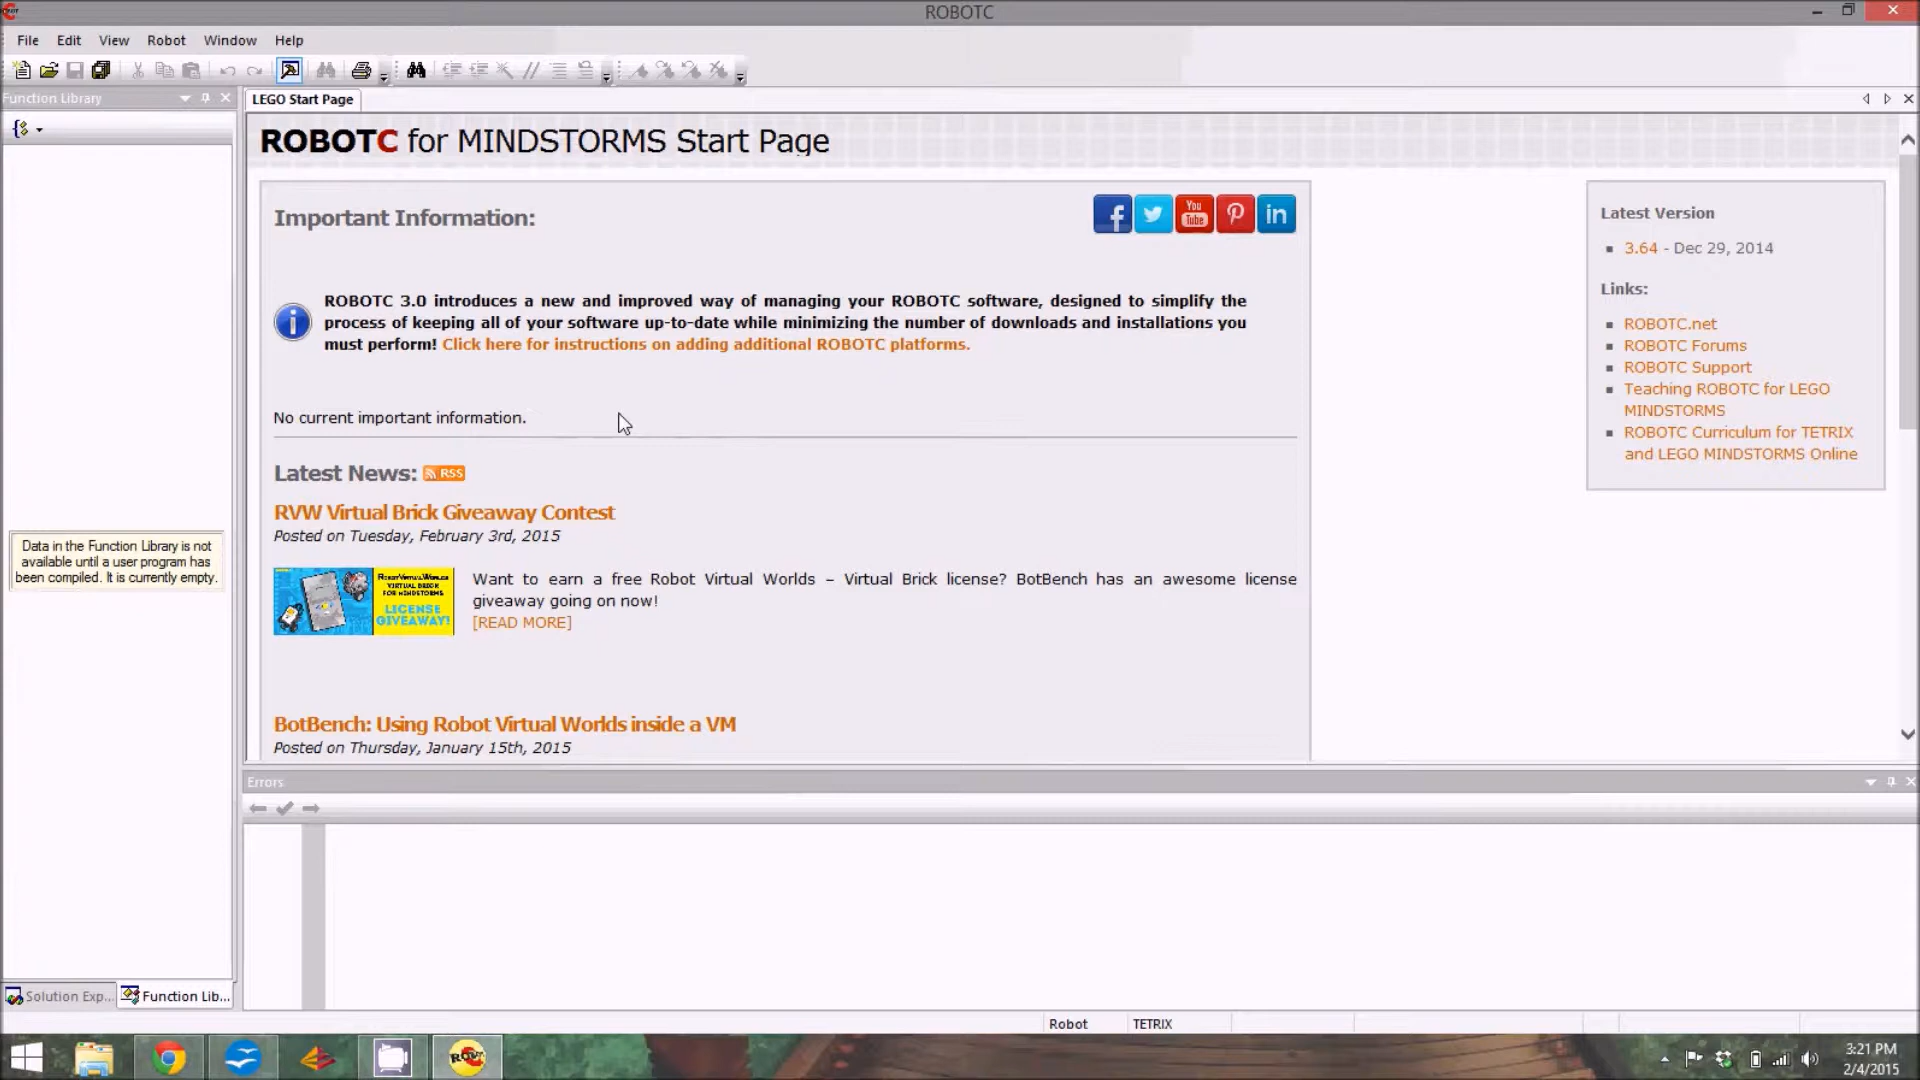 ROBOTC
File Edit View Robot Window Help
Function Library
LEGO Start Page
ROBOTC for MINDSTORMS Start Page
Important Information:
You
Tube
ROBOTC 3.0 introduces a new and improved way of managing your ROBOTC software, designed to simplify the
process of keeping all of your software up-to-date while minimizing the number of downloads and installations you
must perform! Click here for instructions on adding additional ROBOTC platforms.
No current important information.
Latest News: RSS
RVW Virtual Brick Giveaway Contest
Posted on Tuesday, February 3rd, 2015
ROBOT VIRTUAL WORLDS
VIRTUAL BRICK
FOR MINDSTORMS
LICENSE
GIVEAWAY!
Want to earn a free Robot Virtual Worlds – Virtual Brick license? BotBench has an awesome license
giveaway going on now!
[READ MORE]
BotBench: Using Robot Virtual Worlds inside a VM
Posted on Thursday, January 15th, 2015
Latest Version
3.64 - Dec 29, 2014
Links:
ROBOTC.net
ROBOTC Forums
ROBOTC Support
Teaching ROBOTC for LEGO
MINDSTORMS
ROBOTC Curriculum for TETRIX
and LEGO MINDSTORMS Online
Data in the Function Library is not
available until a user program has
been compiled. It is currently empty.
Errors
Solution Exp... Function Lib...
Robot TETRIX
3:21 PM
2/4/2015